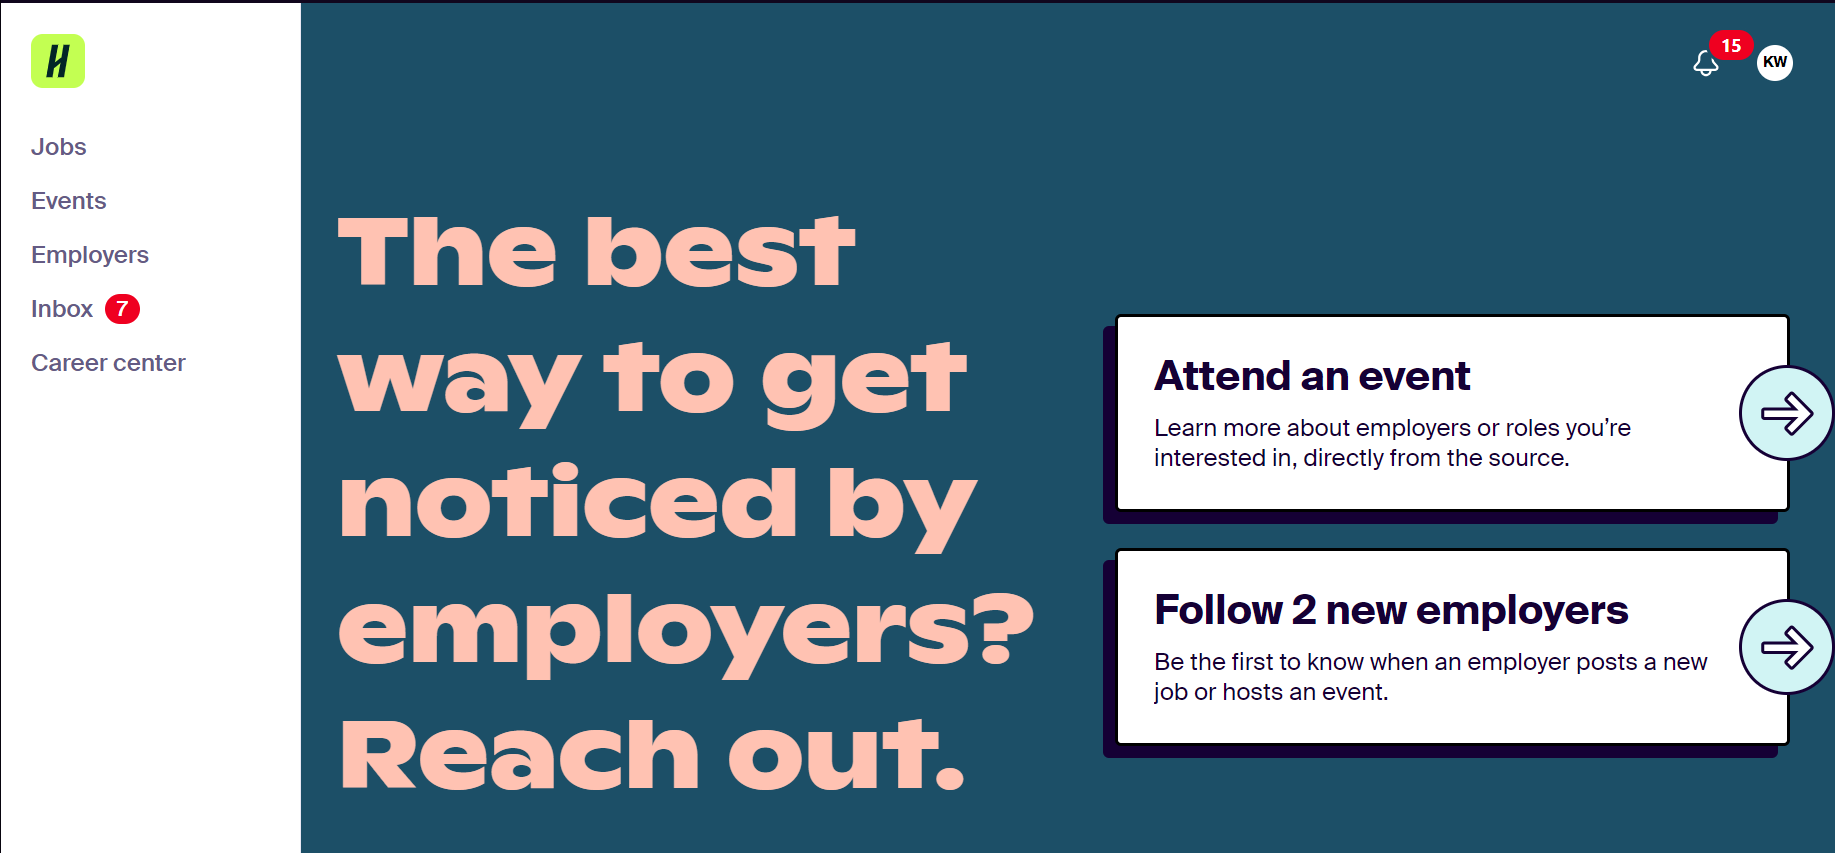 H
Jobs
Events
Employers
Inbox 7
Career center
15
KW
The best
way to get
noticed by
employers?
Reach out.
Attend an event
Learn more about employers or roles you’re
interested in, directly from the source.
Follow 2 new employers
Be the first to know when an employer posts a new
job or hosts an event.